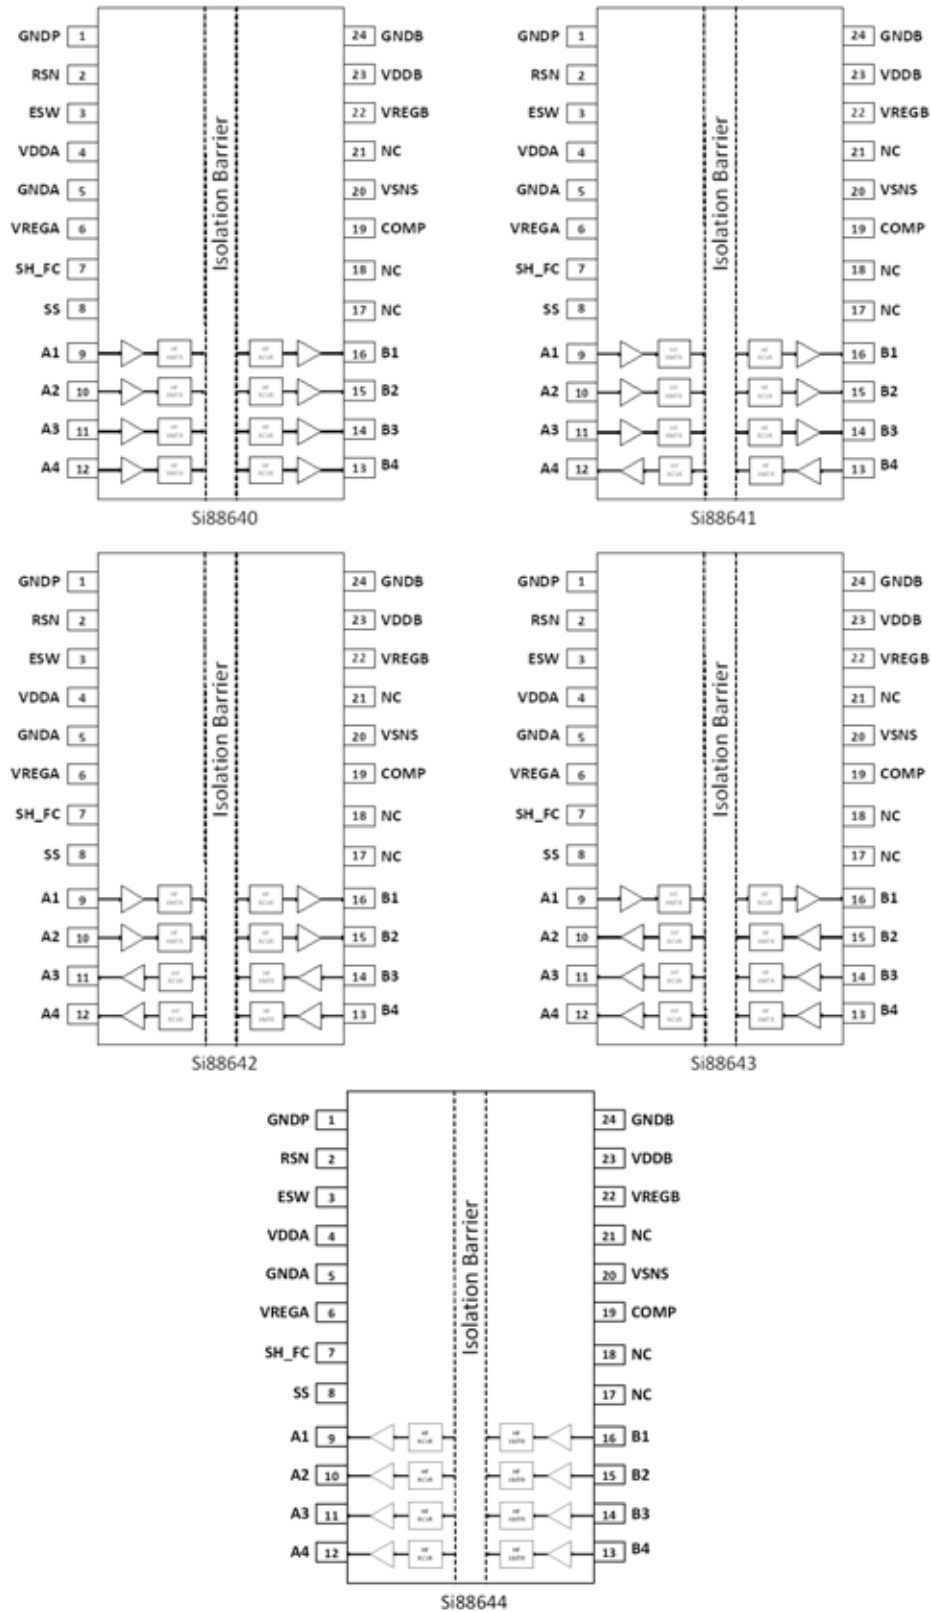 GNDP 1 24 GNDB
RSN 2 23 VDDB
ESW 3 22 VREGB
VDDA 4 21 NC
GNDA 5 20 VSNS
VREGA 6 19 COMP
SH_FC 7 18 NC
SS 8 17 NC
A1 9 16 B1
A2 10 15 B2
A3 11 14 B3
A4 12 13 B4
Isolation Barrier
Si88640
GNDP 1 24 GNDB
RSN 2 23 VDDB
ESW 3 22 VREGB
VDDA 4 21 NC
GNDA 5 20 VSNS
VREGA 6 19 COMP
SH_FC 7 18 NC
SS 8 17 NC
A1 9 16 B1
A2 10 15 B2
A3 11 14 B3
A4 12 13 B4
Isolation Barrier
Si88641
GNDP 1 24 GNDB
RSN 2 23 VDDB
ESW 3 22 VREGB
VDDA 4 21 NC
GNDA 5 20 VSNS
VREGA 6 19 COMP
SH_FC 7 18 NC
SS 8 17 NC
A1 9 16 B1
A2 10 15 B2
A3 11 14 B3
A4 12 13 B4
Isolation Barrier
Si88642
GNDP 1 24 GNDB
RSN 2 23 VDDB
ESW 3 22 VREGB
VDDA 4 21 NC
GNDA 5 20 VSNS
VREGA 6 19 COMP
SH_FC 7 18 NC
SS 8 17 NC
A1 9 16 B1
A2 10 15 B2
A3 11 14 B3
A4 12 13 B4
Isolation Barrier
Si88643
GNDP 1 24 GNDB
RSN 2 23 VDDB
ESW 3 22 VREGB
VDDA 4 21 NC
GNDA 5 20 VSNS
VREGA 6 19 COMP
SH_FC 7 18 NC
SS 8 17 NC
A1 9 16 B1
A2 10 15 B2
A3 11 14 B3
A4 12 13 B4
Isolation Barrier
Si88644